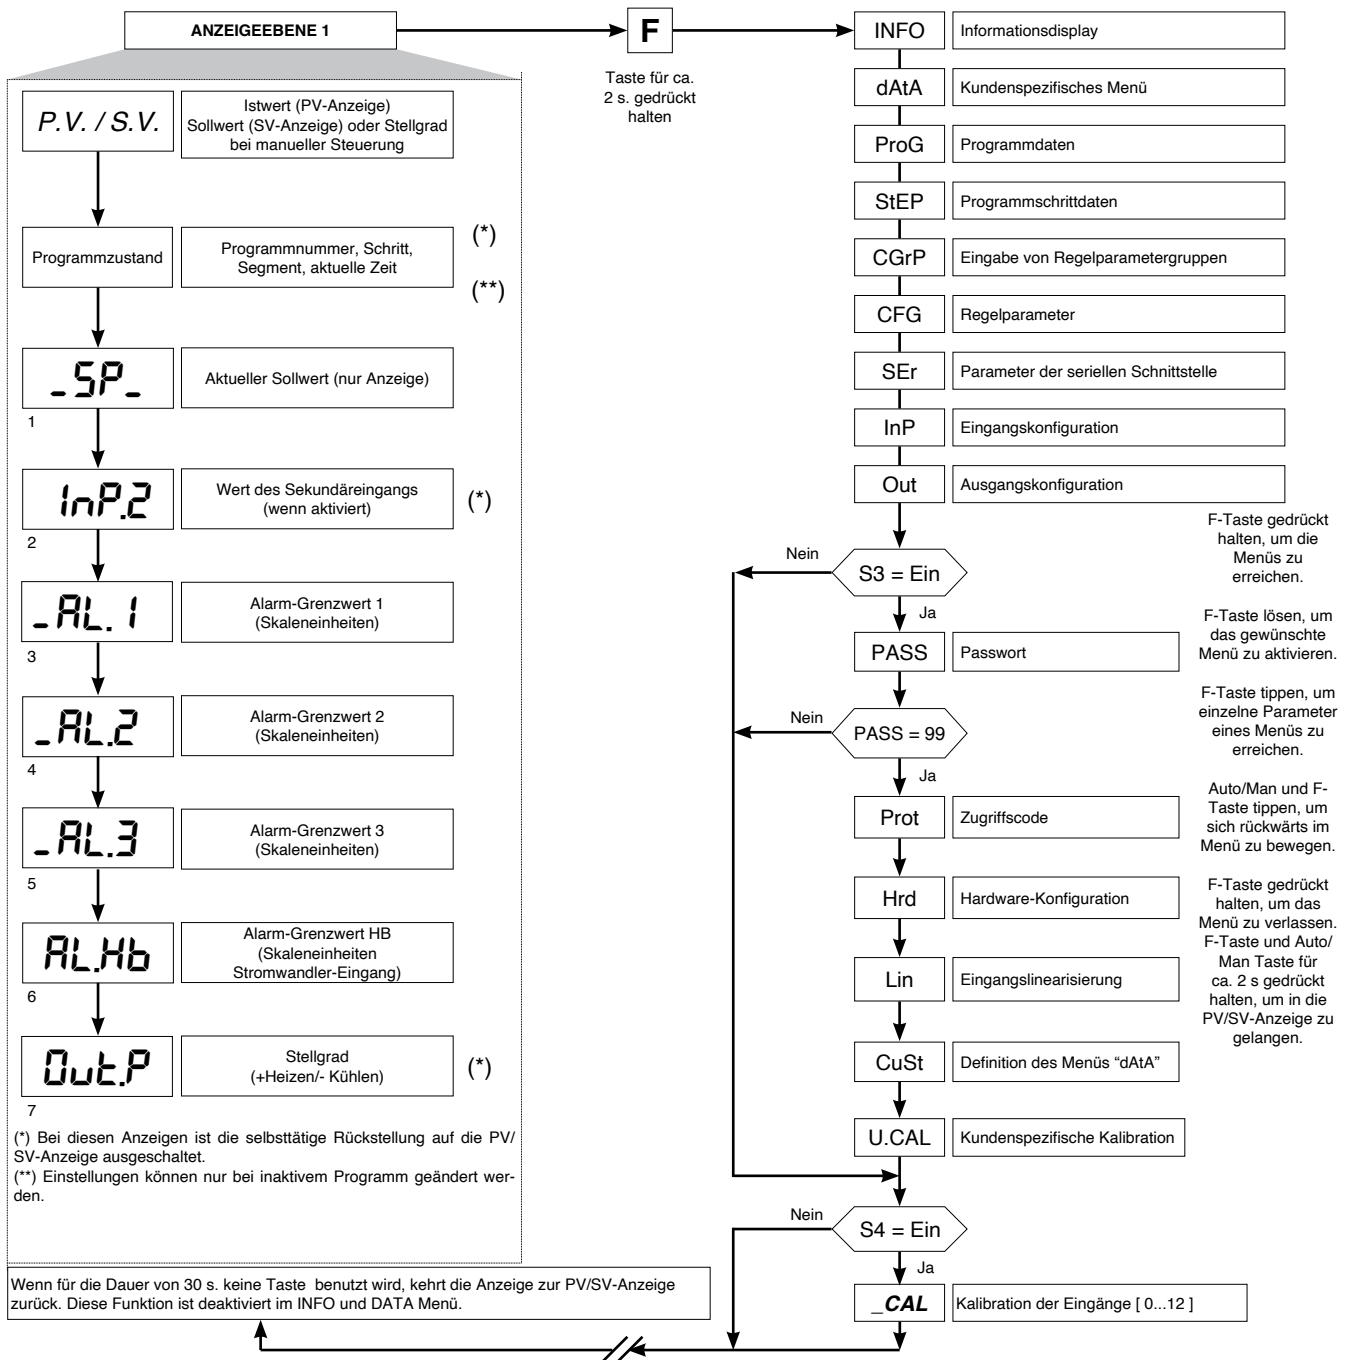 ANZEIGEEBENE 1
F
Taste für ca.
2 s. gedrückt
halten
P.V. / S.V.
Istwert (PV-Anzeige)
Sollwert (SV-Anzeige) oder Stellgrad
bei manueller Steuerung
Programmzustand
Programmnummer, Schritt,
Segment, aktuelle Zeit
(*)
(**)
_SP_
Aktueller Sollwert (nur Anzeige)
1
InP.2
Wert des Sekundäreingangs
(wenn aktiviert)
(*)
2
_AL.1
Alarm-Grenzwert 1
(Skaleneinheiten)
3
_AL.2
Alarm-Grenzwert 2
(Skaleneinheiten)
4
_AL.3
Alarm-Grenzwert 3
(Skaleneinheiten)
5
AL.Hb
Alarm-Grenzwert HB
(Skaleneinheiten
Stromwandler-Eingang)
6
Out.P
Stellgrad
(+Heizen/- Kühlen)
(*)
7
(*) Bei diesen Anzeigen ist die selbsttätige Rückstellung auf die PV/
SV-Anzeige ausgeschaltet.
(**) Einstellungen können nur bei inaktivem Programm geändert wer-
den.
Wenn für die Dauer von 30 s. keine Taste benutzt wird, kehrt die Anzeige zur PV/SV-Anzeige
zurück. Diese Funktion ist deaktiviert im INFO und DATA Menü.
INFO
Informationsdisplay
dAtA
Kundenspezifisches Menü
ProG
Programmdaten
StEP
Programmschrittdaten
CGrP
Eingabe von Regelparametergruppen
CFG
Regelparameter
SEr
Parameter der seriellen Schnittstelle
InP
Eingangskonfiguration
Out
Ausgangskonfiguration
Nein
S3 = Ein
Ja
PASS
Passwort
Nein
PASS = 99
Ja
Prot
Zugriffscode
Hrd
Hardware-Konfiguration
Lin
Eingangslinearisierung
CuSt
Definition des Menüs “dAtA”
U.CAL
Kundenspezifische Kalibration
Nein
S4 = Ein
Ja
_CAL
Kalibration der Eingänge [ 0...12 ]
F-Taste gedrückt
halten, um die
Menüs zu
erreichen.
F-Taste lösen, um
das gewünschte
Menü zu aktivieren.
F-Taste tippen, um
einzelne Parameter
eines Menüs zu
erreichen.
Auto/Man und F-
Taste tippen, um
sich rückwärts im
Menü zu bewegen.
F-Taste gedrückt
halten, um das
Menü zu verlassen.
F-Taste und Auto/
Man Taste für
ca. 2 s gedrückt
halten, um in die
PV/SV-Anzeige zu
gelangen.